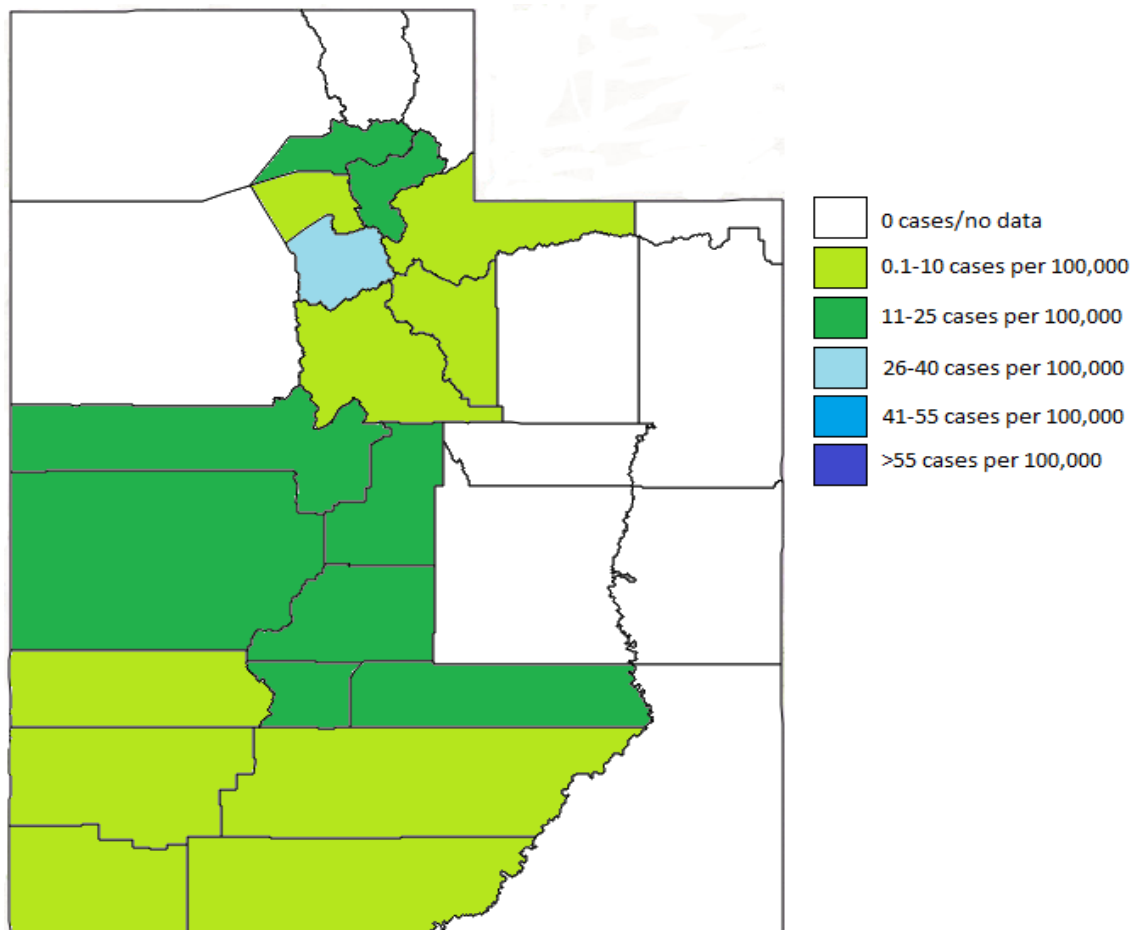 0 cases/no data
0.1-10 cases per 100,000
11-25 cases per 100,000
26-40 cases per 100,000
41-55 cases per 100,000
>55 cases per 100,000